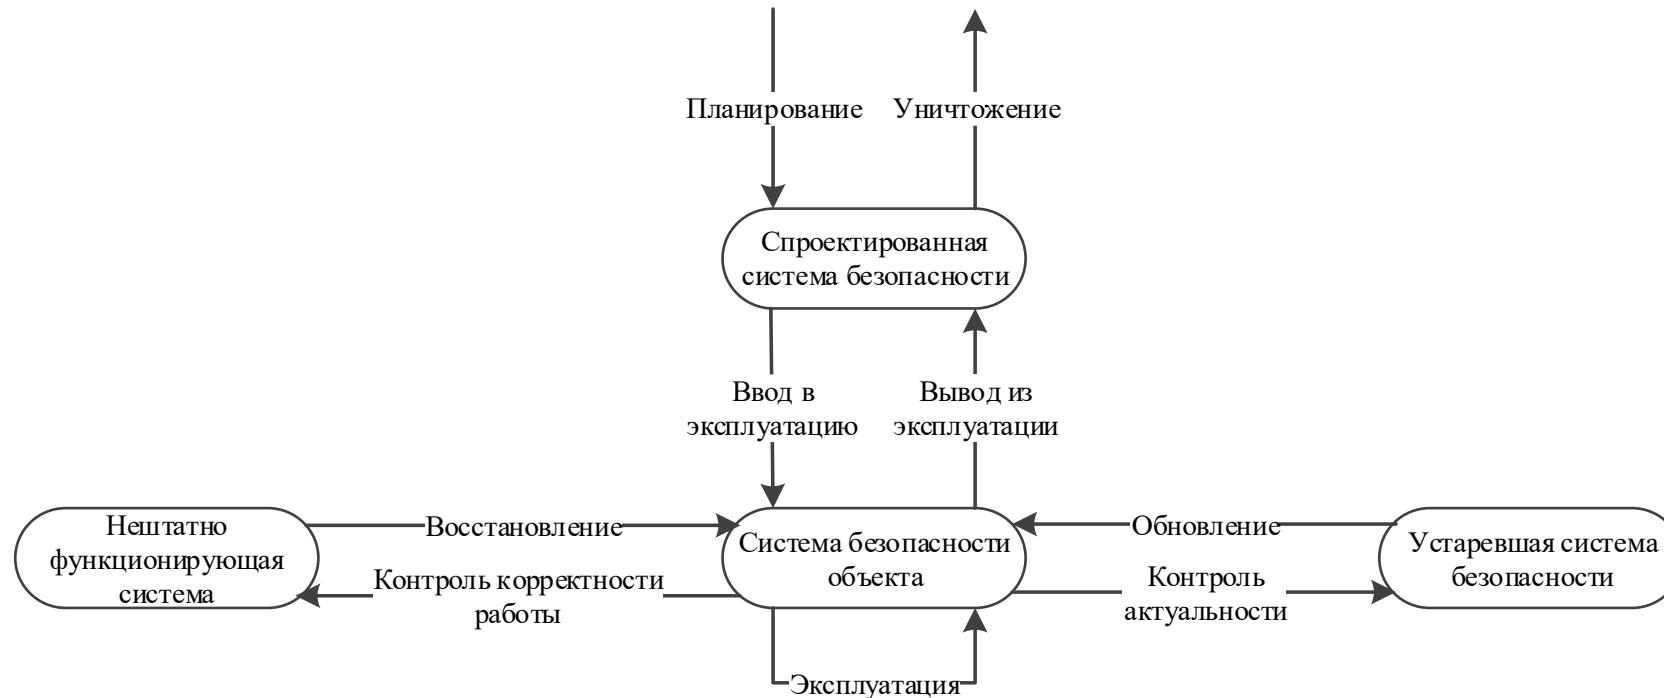 Планирование
Уничтожение
Спроектированная
система безопасности
Ввод в
эксплуатацию
Вывод из
эксплуатации
Нештатно
функционирующая
система
Восстановление
Контроль корректности
работы
Система безопасности
объекта
Обновление
Контроль
актуальности
Устаревшая система
безопасности
Эксплуатация